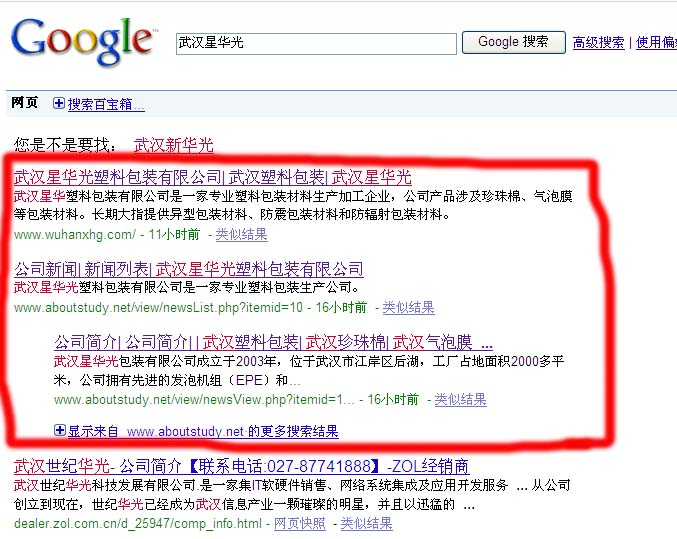 Google™
武汉星华光
Google 搜索
高级搜索 | 使用偏
网页
搜索百宝箱...
您是不是要找： 武汉新华光
武汉星华光塑料包装有限公司| 武汉塑料包装| 武汉星华光
武汉星华塑料包装有限公司是一家专业塑料包装材料生产加工企业，公司产品涉及珍珠棉、气泡膜
等包装材料。长期大指提供异型包装材料、防震包装材料和防辐射包装材料。
www.wuhanxhg.com/ - 11小时前 - 类似结果
公司新闻| 新闻列表| 武汉星华光塑料包装有限公司
武汉星华光塑料包装有限公司是一家专业包装生产公司。
www.aboutstudy.net/view/newsList.php?itemid=10 - 16小时前 - 类似结果
公司简介| 公司简介| | 武汉塑料包装| 武汉珍珠棉| 武汉气泡膜 ...
武汉星华光包装有限公司成立于2003年，位于武汉市江岸区后湖，工厂占地面积2000多平
米，公司拥有先进的发泡机组（EPE）和...
www.aboutstudy.net/view/newsView.php?itemid=1... - 16小时前 - 类似结果
显示来自 www.aboutstudy.net 的更多搜索结果
武汉世纪华光- 公司简介【联系电话:027-87741888】-ZOL经销商
武汉世纪华光科技发展有限公司.是一家集IT软硬件销售、网络系统集成及应用开发服务 ... 从公司
创立到现在，世纪华光已经成为武汉信息产业一颗璀璨的明星，并且以迅猛的 ...
dealer.zol.com.cn/d_25947/comp_info.html - 网页快照 - 类似结果